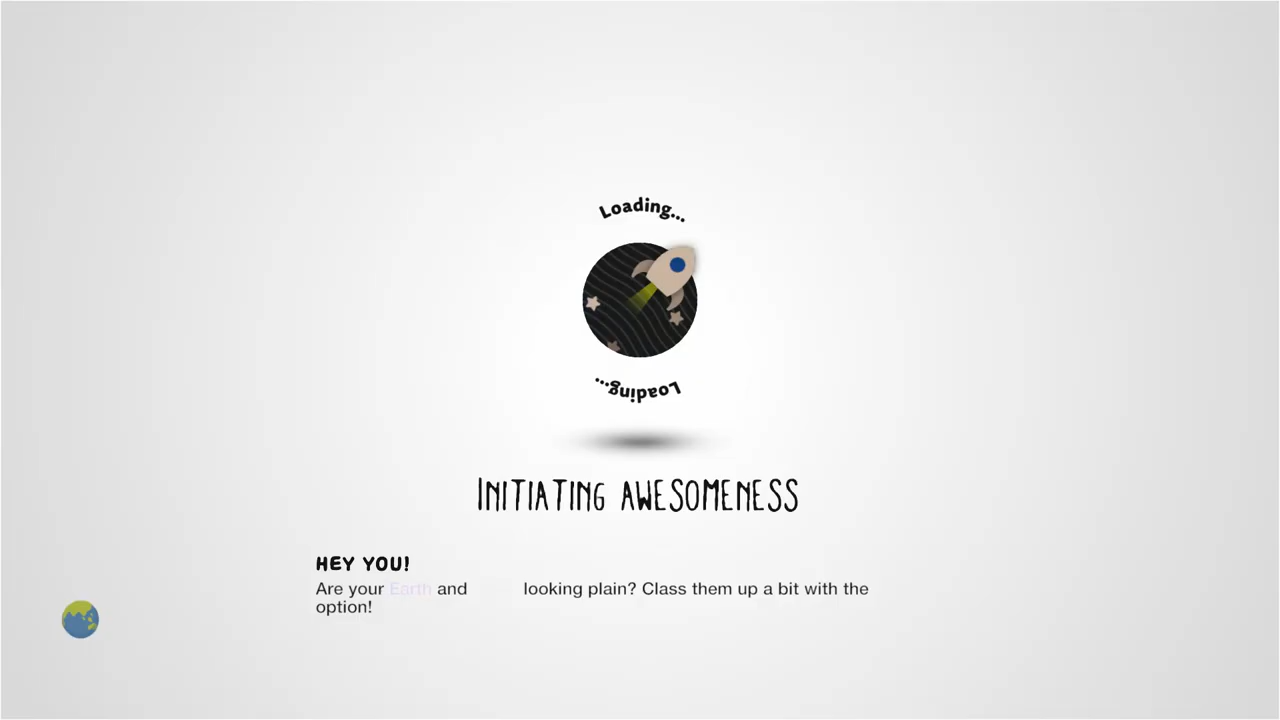 Loading...
Loading...
INITIATING AWESOMENESS
HEY YOU!
Are your Earth and looking plain? Class them up a bit with the
option!